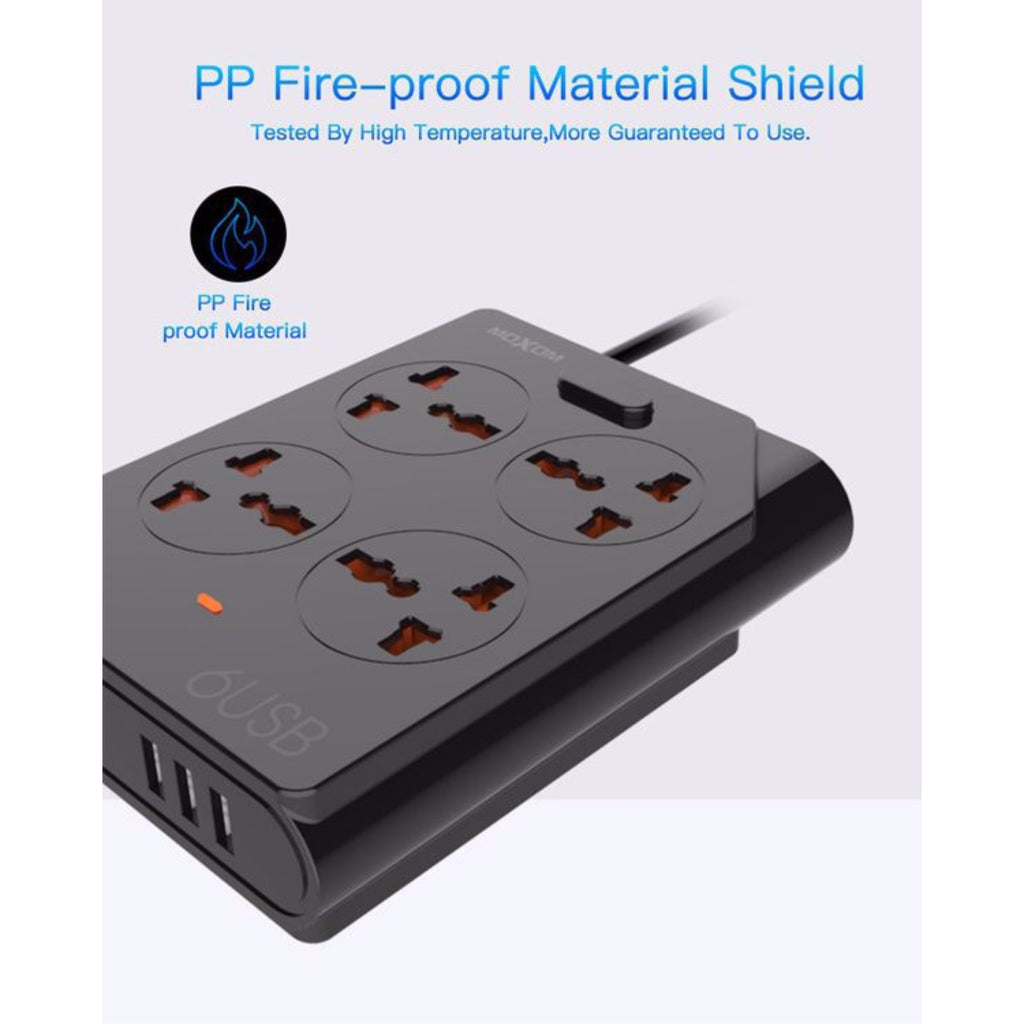 PP Fire-proof Material Shield
Tested By High Temperature,More Guaranteed To Use.
PP Fire
proof Material
MOXOM
6USB